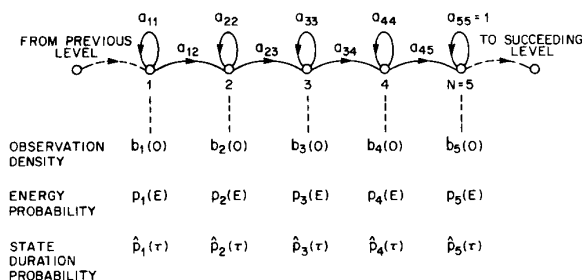 a11 a22 a33 a44 a55 = 1
FROM PREVIOUS LEVEL
a12 a23 a34 a45
TO SUCCEEDING LEVEL
1 2 3 4 N=5
OBSERVATION DENSITY b1(O) b2(O) b3(O) b4(O) b5(O)
ENERGY PROBABILITY p1(E) p2(E) p3(E) p4(E) p5(E)
STATE DURATION PROBABILITY p̂1(τ) p̂2(τ) p̂3(τ) p̂4(τ) p̂5(τ)